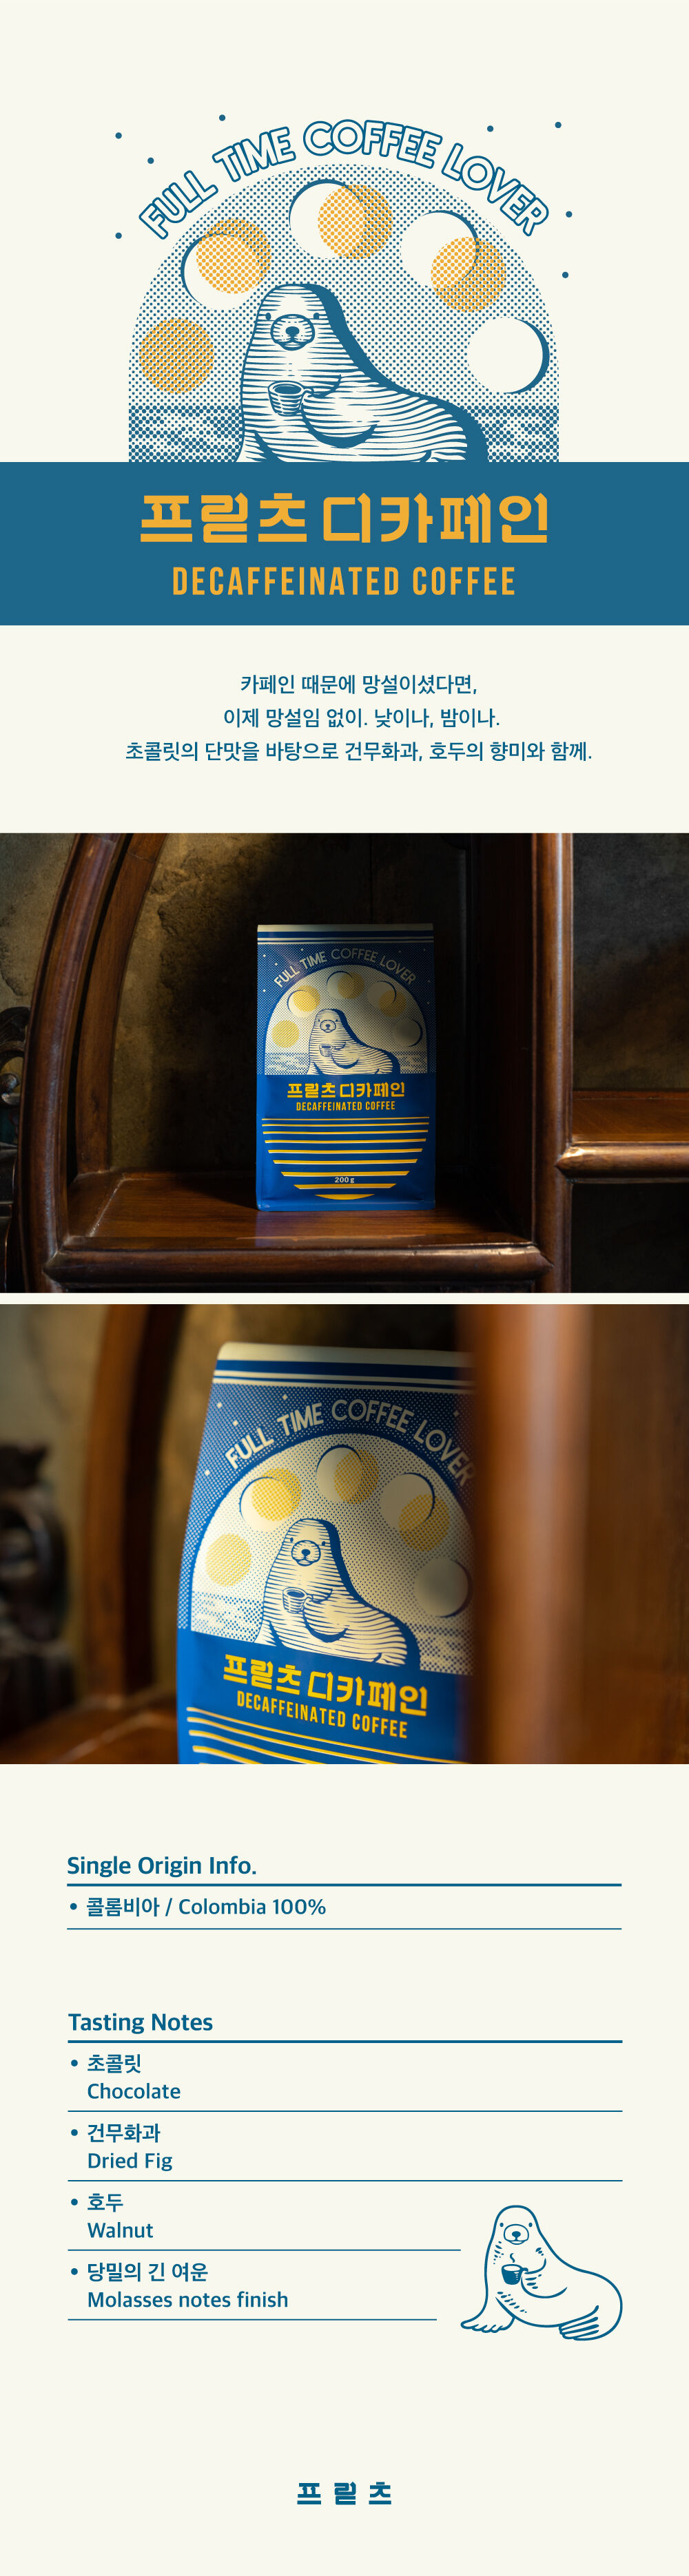 FULL TIME COFFEE LOVER
프릳츠 디카페인
DECAFFEINATED COFFEE
카페인 때문에 망설이셨다면,
이제 망설임 없이. 낮이나, 밤이나.
초콜릿의 단맛을 바탕으로 건무화과, 호두의 향미와 함께.
FULL TIME COFFEE LOVER
프릳츠 디카페인
DECAFFEINATED COFFEE
200g
FULL TIME COFFEE LOVER
프릳츠 디카페인
DECAFFEINATED COFFEE
Single Origin Info.
• 콜롬비아 / Colombia 100%
Tasting Notes
• 초콜릿
Chocolate
• 건무화과
Dried Fig
• 호두
Walnut
• 당밀의 긴 여운
Molasses notes finish
프릳츠